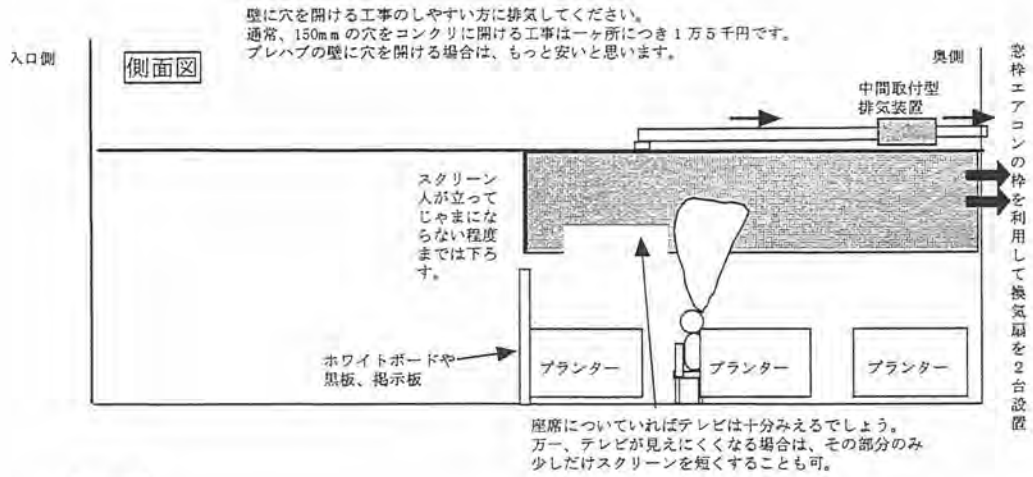 壁に穴を開ける工事のしやすい方に排気してください。
通常、150mmの穴をコンクリに開ける工事は一ヶ所につき1万5千円です。
プレハブの壁に穴を開ける場合は、もっと安いと思います。
入口側
側面図
奥側
中間取付型
排気装置
窓枠エアコンの枠を利用して換気扇を2台設置
スクリーン
人が立って
じゃまにな
らない程度
までは下ろ
す。
ホワイトボードや
黒板、掲示板
プランター
プランター
プランター
座席についていればテレビは十分みえるでしょう。
万一、テレビが見えにくくなる場合は、その部分のみ
少しだけスクリーンを短くすることも可。